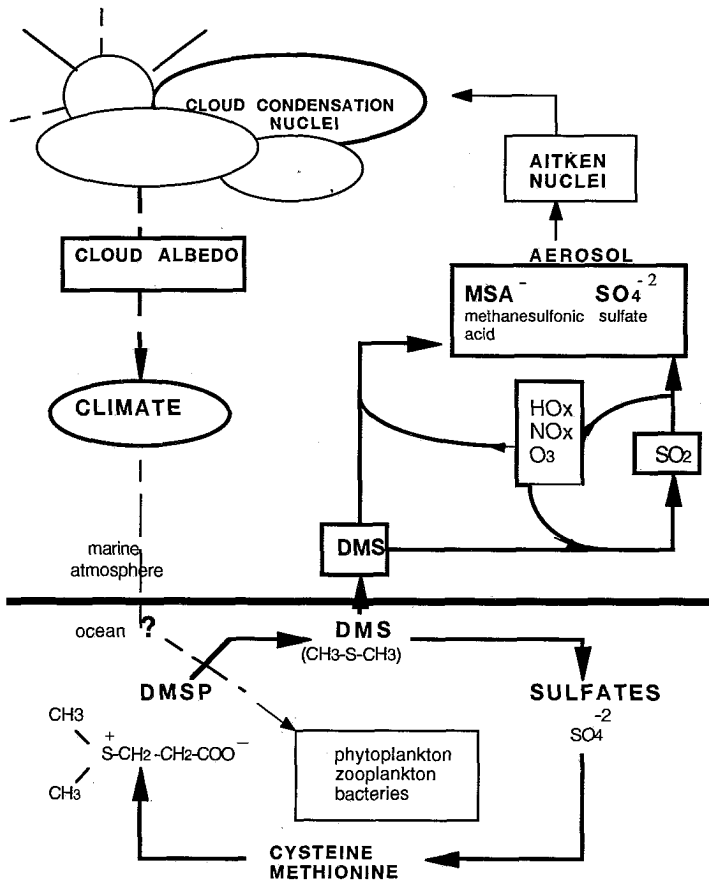 CLOUD CONDENSATION
NUCLEI
AITKEN
NUCLEI
CLOUD ALBEDO
AEROSOL
MSA⁻ SO4⁻²
methanesulfonic sulfate
acid
CLIMATE
HOx
NOx
O3
SO2
DMS
marine
atmosphere
ocean ?
DMS
(CH3-S-CH3)
DMSP
SULFATES
SO4⁻²
CH3
S⁺-CH2-CH2-COO⁻
CH3
phytoplankton
zooplankton
bacteries
CYSTEINE
METHIONINE